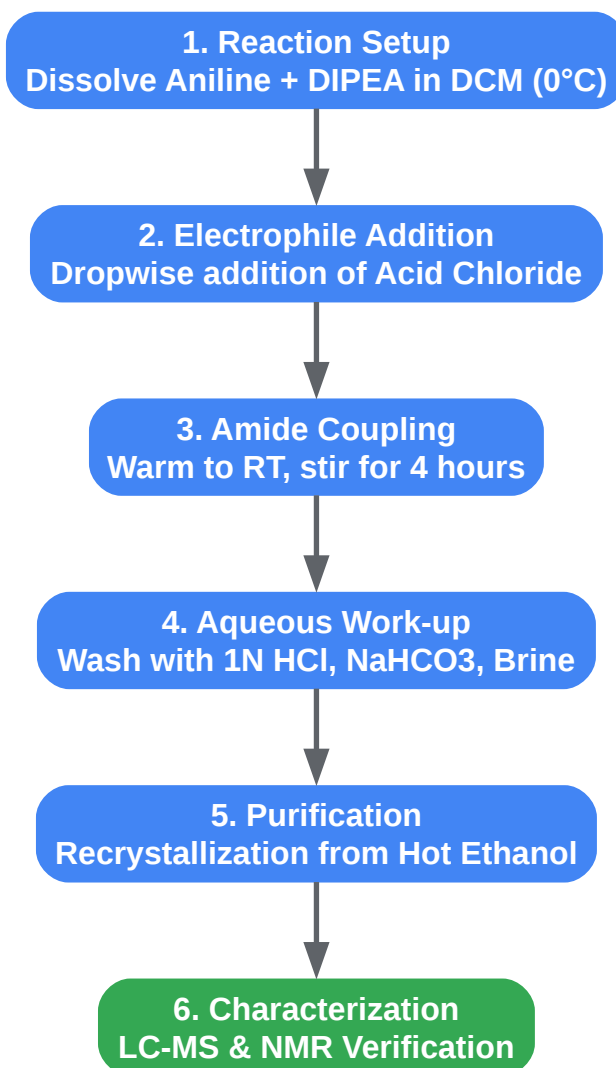 1. Reaction Setup
Dissolve Aniline + DIPEA in DCM (0°C)
2. Electrophile Addition
Dropwise addition of Acid Chloride
3. Amide Coupling
Warm to RT, stir for 4 hours
4. Aqueous Work-up
Wash with 1N HCl, NaHCO3, Brine
5. Purification
Recrystallization from Hot Ethanol
6. Characterization
LC-MS & NMR Verification